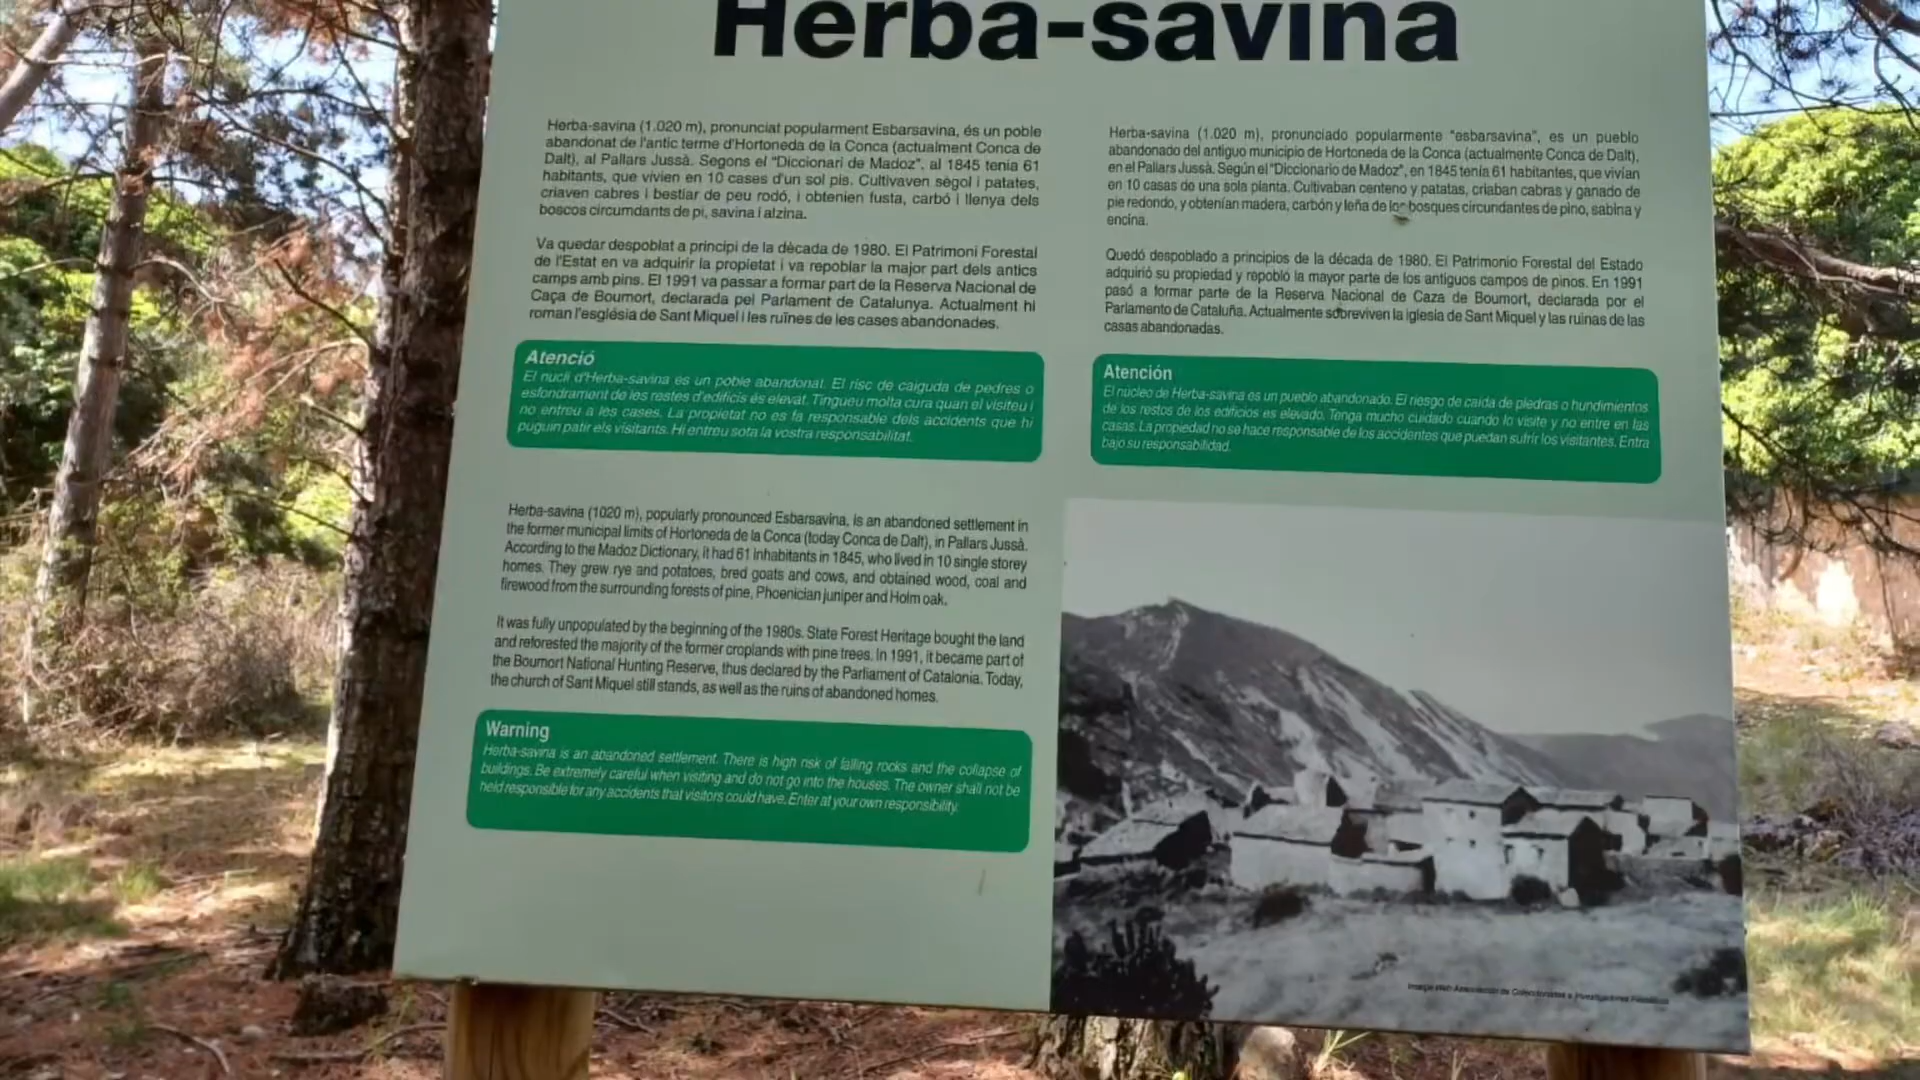 Herba-savina
Herba-savina (1.020 m), pronunciat popularment Esbarsavina, és un poble
abandonat de l'antic terme d'Hortoneda de la Conca (actualment Conca de
Dalt), al Pallars Jussà. Segons el "Diccionari de Madoz", al 1845 tenia 61
habitants, que vivien en 10 cases d'un sol pis. Cultivaven sègol i patates,
criaven cabres i bestiar de peu rodó, i obtenien fusta, carbó i llenya dels
boscos circumdants de pi, savina i alzina.
Va quedar despoblat a principi de la dècada de 1980. El Patrimoni Forestal
de l'Estat en va adquirir la propietat i va repoblar la major part dels antics
camps amb pins. El 1991 va passar a formar part de la Reserva Nacional de
Caça de Boumort, declarada pel Parlament de Catalunya. Actualment hi
roman l'església de Sant Miquel i les ruïnes de les cases abandonades.
Atenció
El nucli d'Herba-savina és un poble abandonat. El risc de caiguda de pedres o
esfondrament de les restes d'edificis és elevat. Tingueu molta cura quan el visiteu i
no entreu a les cases. La propietat no es fa responsable dels accidents que hi
puguin patir els visitants. Hi entreu sota la vostra responsabilitat.
Herba-savina (1.020 m), pronunciado popularmente "esbarsavina", es un pueblo
abandonado del antiguo municipio de Hortoneda de la Conca (actualmente Conca de Dalt),
en el Pallars Jussà. Según el "Diccionario de Madoz", en 1845 tenía 61 habitantes, que vivían
en 10 casas de una sola planta. Cultivaban centeno y patatas, criaban cabras y ganado de
pie redondo, y obtenían madera, carbón y leña de los bosques circundantes de pino, sabina y
encina.
Quedó despoblado a principios de la década de 1980. El Patrimonio Forestal del Estado
adquirió su propiedad y repobló la mayor parte de los antiguos campos de pinos. En 1991
pasó a formar parte de la Reserva Nacional de Caza de Boumort, declarada por el
Parlamento de Cataluña. Actualmente sobreviven la iglesia de Sant Miquel y las ruinas de las
casas abandonadas.
Atención
El núcleo de Herba-savina es un pueblo abandonado. El riesgo de caída de piedras o hundimientos
de los restos de los edificios es elevado. Tenga mucho cuidado cuando lo visite y no entre en las
casas. La propiedad no se hace responsable de los accidentes que puedan sufrir los visitantes. Entra
bajo su responsabilidad.
Herba-savina (1020 m), popularly pronounced Esbarsavina, is an abandoned settlement in
the former municipal limits of Hortoneda de la Conca (today Conca de Dalt), in Pallars Jussà.
According to the Madoz Dictionary, it had 61 inhabitants in 1845, who lived in 10 single storey
homes. They grew rye and potatoes, bred goats and cows, and obtained wood, coal and
firewood from the surrounding forests of pine, Phoenician juniper and Holm oak.
It was fully unpopulated by the beginning of the 1980s. State Forest Heritage bought the land
and reforested the majority of the former croplands with pine trees. In 1991, it became part of
the Boumort National Hunting Reserve, thus declared by the Parliament of Catalonia. Today,
the church of Sant Miquel still stands, as well as the ruins of abandoned homes.
Warning
Herba-savina is an abandoned settlement. There is high risk of falling rocks and the collapse of
buildings. Be extremely careful when visiting and do not go into the houses. The owner shall not be
held responsible for any accidents that visitors could have. Enter at your own responsibility.